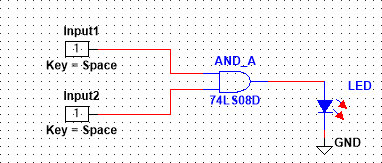 Input1
1
Key = Space
AND_A
74LS08D
LED
Input2
1
Key = Space
GND